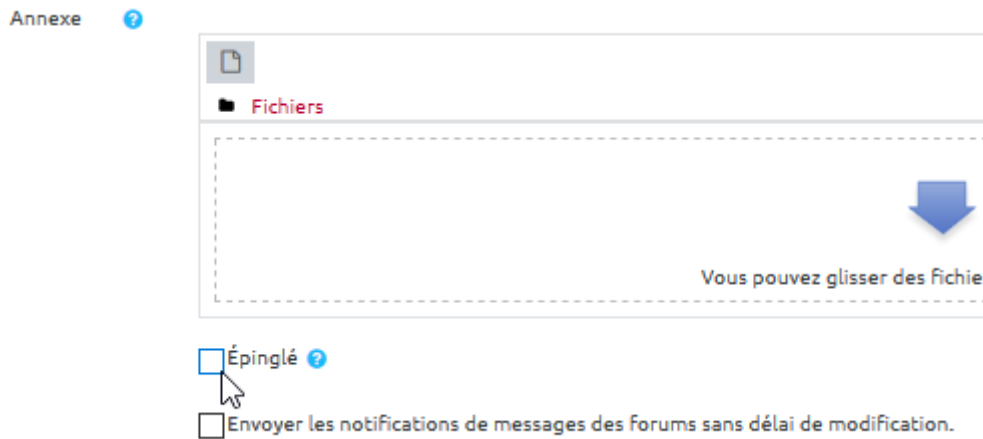 Annexe
Fichiers
Vous pouvez glisser des fichie
Épinglé
Envoyer les notifications de messages des forums sans délai de modification.